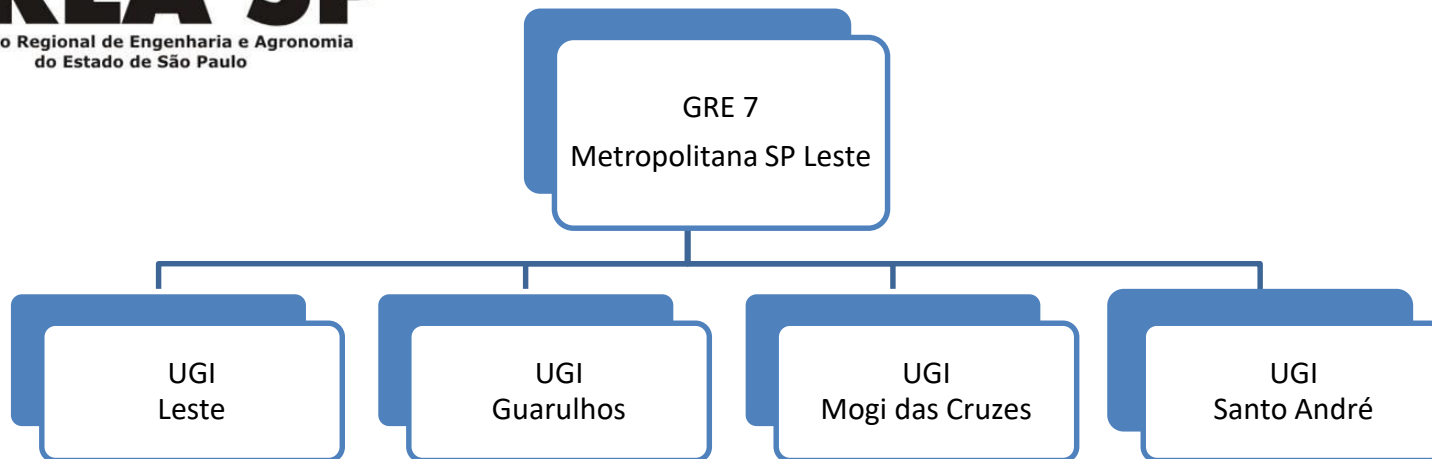 o Regional de Engenharia e Agronomia
do Estado de São Paulo
GRE 7
Metropolitana SP Leste
UGI
Leste
UGI
Guarulhos
UGI
Mogi das Cruzes
UGI
Santo André